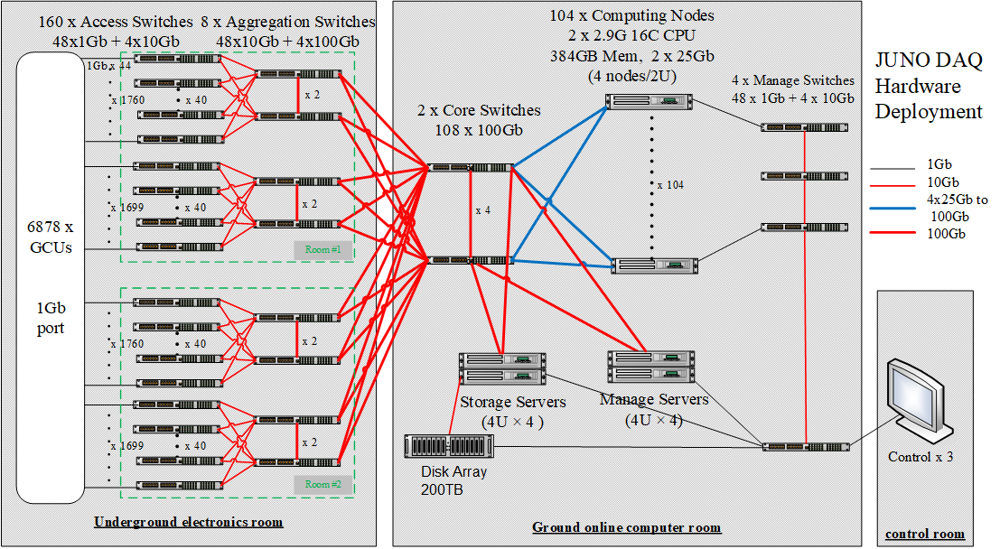 160 x Access Switches
48x1Gb + 4x10Gb
8 x Aggregation Switches
48x10Gb + 4x100Gb
1Gb x 44
x 1760
x 40
x 2
x 1699
x 40
x 2
Room #1
6878 x
GCUs
1Gb
port
x 1760
x 40
x 2
x 1699
x 40
x 2
Room #2
Underground electronics room
104 x Computing Nodes
2 x 2.9G 16C CPU
384GB Mem, 2 x 25Gb
(4 nodes/2U)
2 x Core Switches
108 x 100Gb
x 4
x 104
4 x Manage Switches
48 x 1Gb + 4 x 10Gb
Storage Servers
(4U × 4 )
Manage Servers
(4U × 4)
Disk Array
200TB
Ground online computer room
JUNO DAQ
Hardware
Deployment
1Gb
10Gb
4x25Gb to
100Gb
100Gb
Control x 3
control room